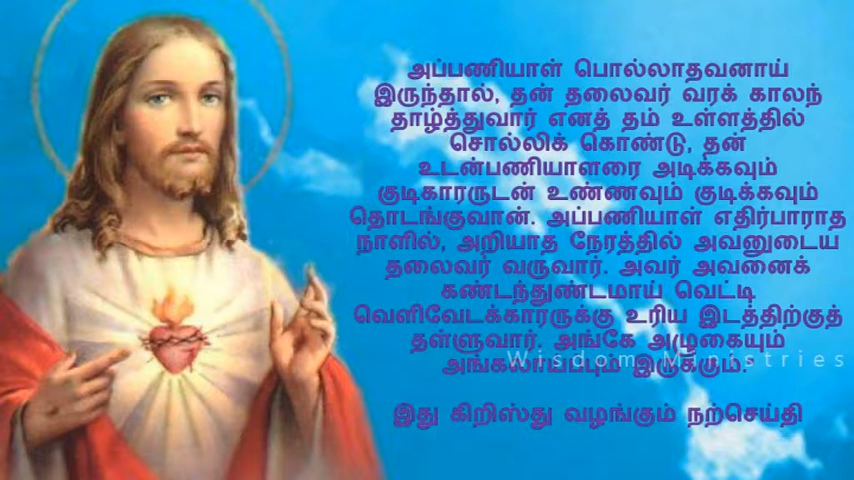 அப்பணியாள் பொல்லாதவனாய்
இருந்தால், தன் தலைவர் வரக் காலந்
தாழ்த்துவார் எனத் தம் உள்ளத்தில்
சொல்லிக் கொண்டு, தன்
உடன்பணியாளரை அடிக்கவும்
குடிகாரருடன் உண்ணவும் குடிக்கவும்
தொடங்குவான். அப்பணியாள் எதிர்பாராத
நாளில், அறியாத நேரத்தில் அவனுடைய
தலைவர் வருவார். அவர் அவனைக்
கண்டந்துண்டமாய் வெட்டி
வெளிவேடக்காரருக்கு உரிய இடத்திற்குத்
தள்ளுவார். அங்கே அழுகையும்
அங்கலாய்ப்பும் இருக்கும்.
Wisdom Ministries
இது கிறிஸ்து வழங்கும் நற்செய்தி